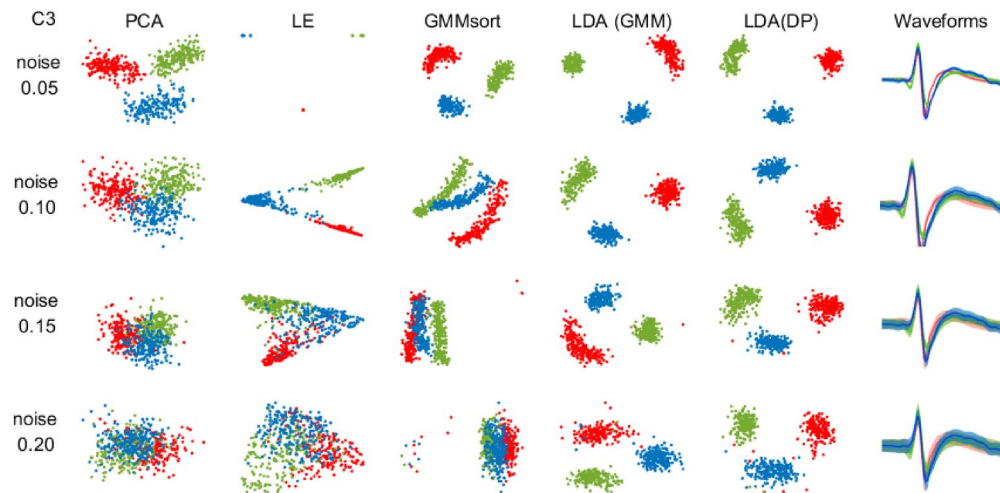 C3 PCA LE GMMsort LDA (GMM) LDA(DP) Waveforms
noise
0.05
noise
0.10
noise
0.15
noise
0.20